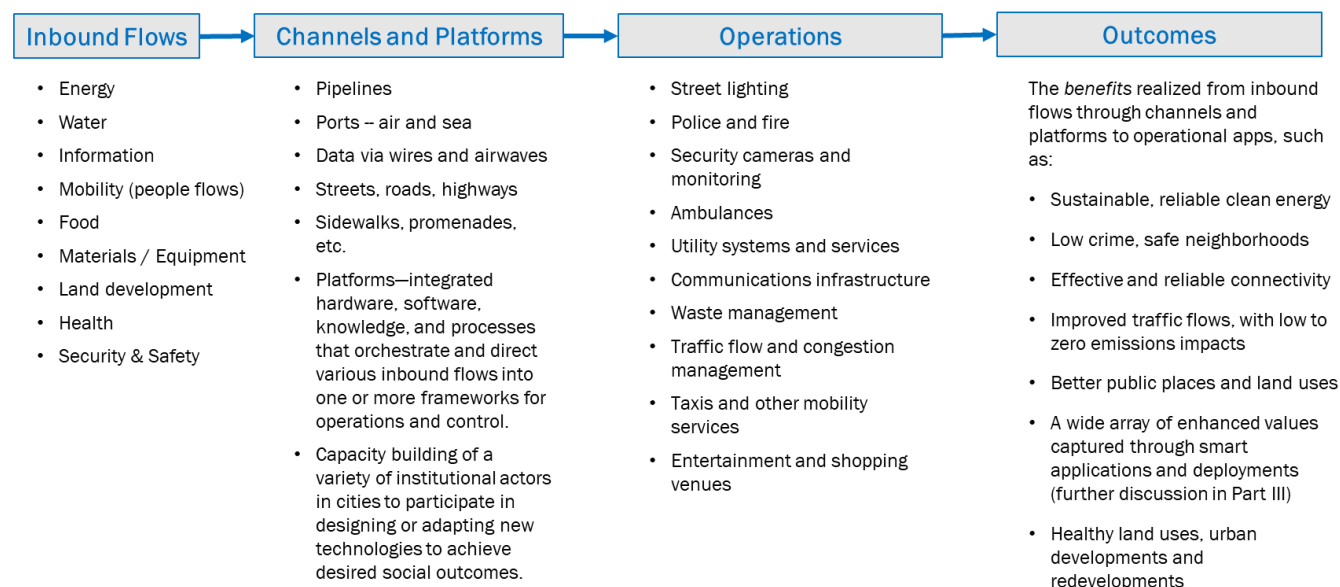 Inbound Flows
• Energy
• Water
• Information
• Mobility (people flows)
• Food
• Materials / Equipment
• Land development
• Health
• Security & Safety
Channels and Platforms
• Pipelines
• Ports -- air and sea
• Data via wires and airwaves
• Streets, roads, highways
• Sidewalks, promenades,
etc.
• Platforms—integrated
hardware, software,
knowledge, and processes
that orchestrate and direct
various inbound flows into
one or more frameworks for
operations and control.
• Capacity building of a
variety of institutional actors
in cities to participate in
designing or adapting new
technologies to achieve
desired social outcomes.
Operations
• Street lighting
• Police and fire
• Security cameras and
monitoring
• Ambulances
• Utility systems and services
• Communications infrastructure
• Waste management
• Traffic flow and congestion
management
• Taxis and other mobility
services
• Entertainment and shopping
venues
Outcomes
The benefits realized from inbound
flows through channels and
platforms to operational apps, such
as:
• Sustainable, reliable clean energy
• Low crime, safe neighborhoods
• Effective and reliable connectivity
• Improved traffic flows, with low to
zero emissions impacts
• Better public places and land uses
• A wide array of enhanced values
captured through smart
applications and deployments
(further discussion in Part III)
• Healthy land uses, urban
developments and
redevelopments